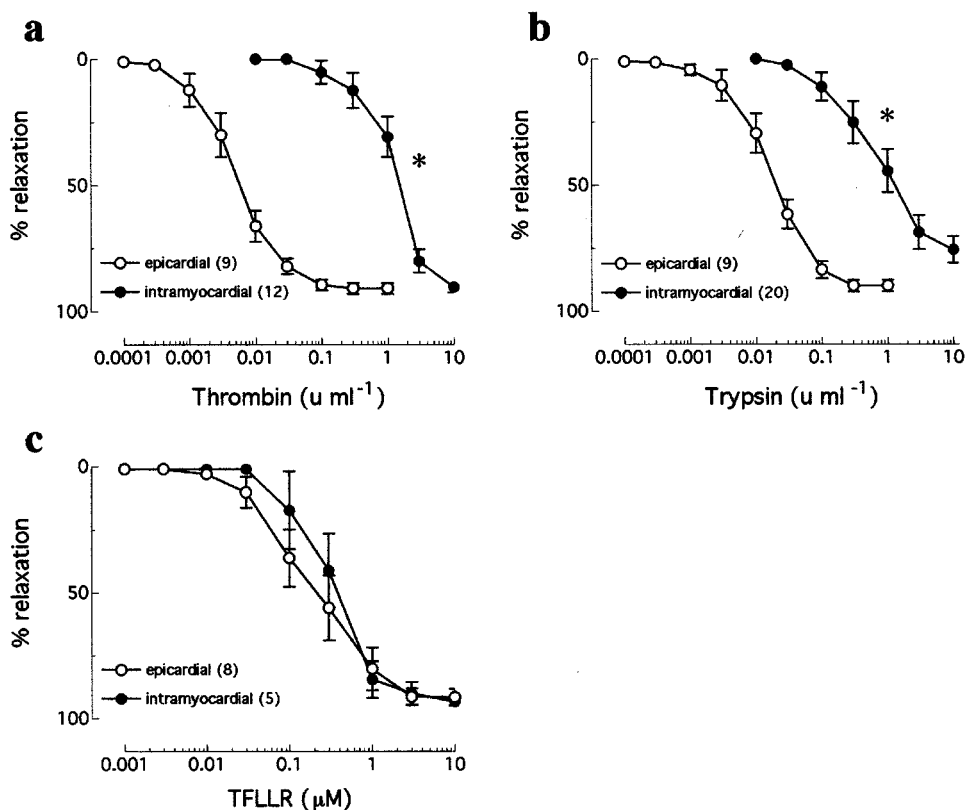 a
0
50
100
% relaxation
*
epicardial (9)
intramyocardial (12)
0.0001 0.001 0.01 0.1 1 10
Thrombin (u ml⁻¹)
b
0
50
100
% relaxation
*
epicardial (9)
intramyocardial (20)
0.0001 0.001 0.01 0.1 1 10
Trypsin (u ml⁻¹)
c
0
50
100
% relaxation
epicardial (8)
intramyocardial (5)
0.001 0.01 0.1 1 10
TFLLR (μM)